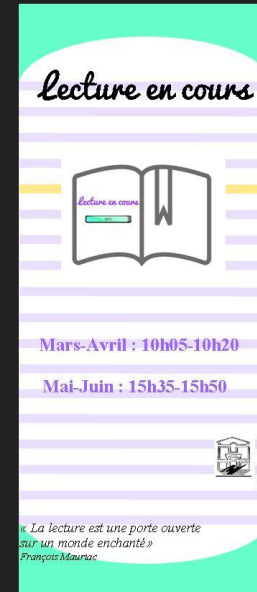 Lecture en cours
Lecture en cours
Mars-Avril : 10h05-10h20
Mai-Juin : 15h35-15h50
« La lecture est une porte ouverte
sur un monde enchanté»
François Mauriac